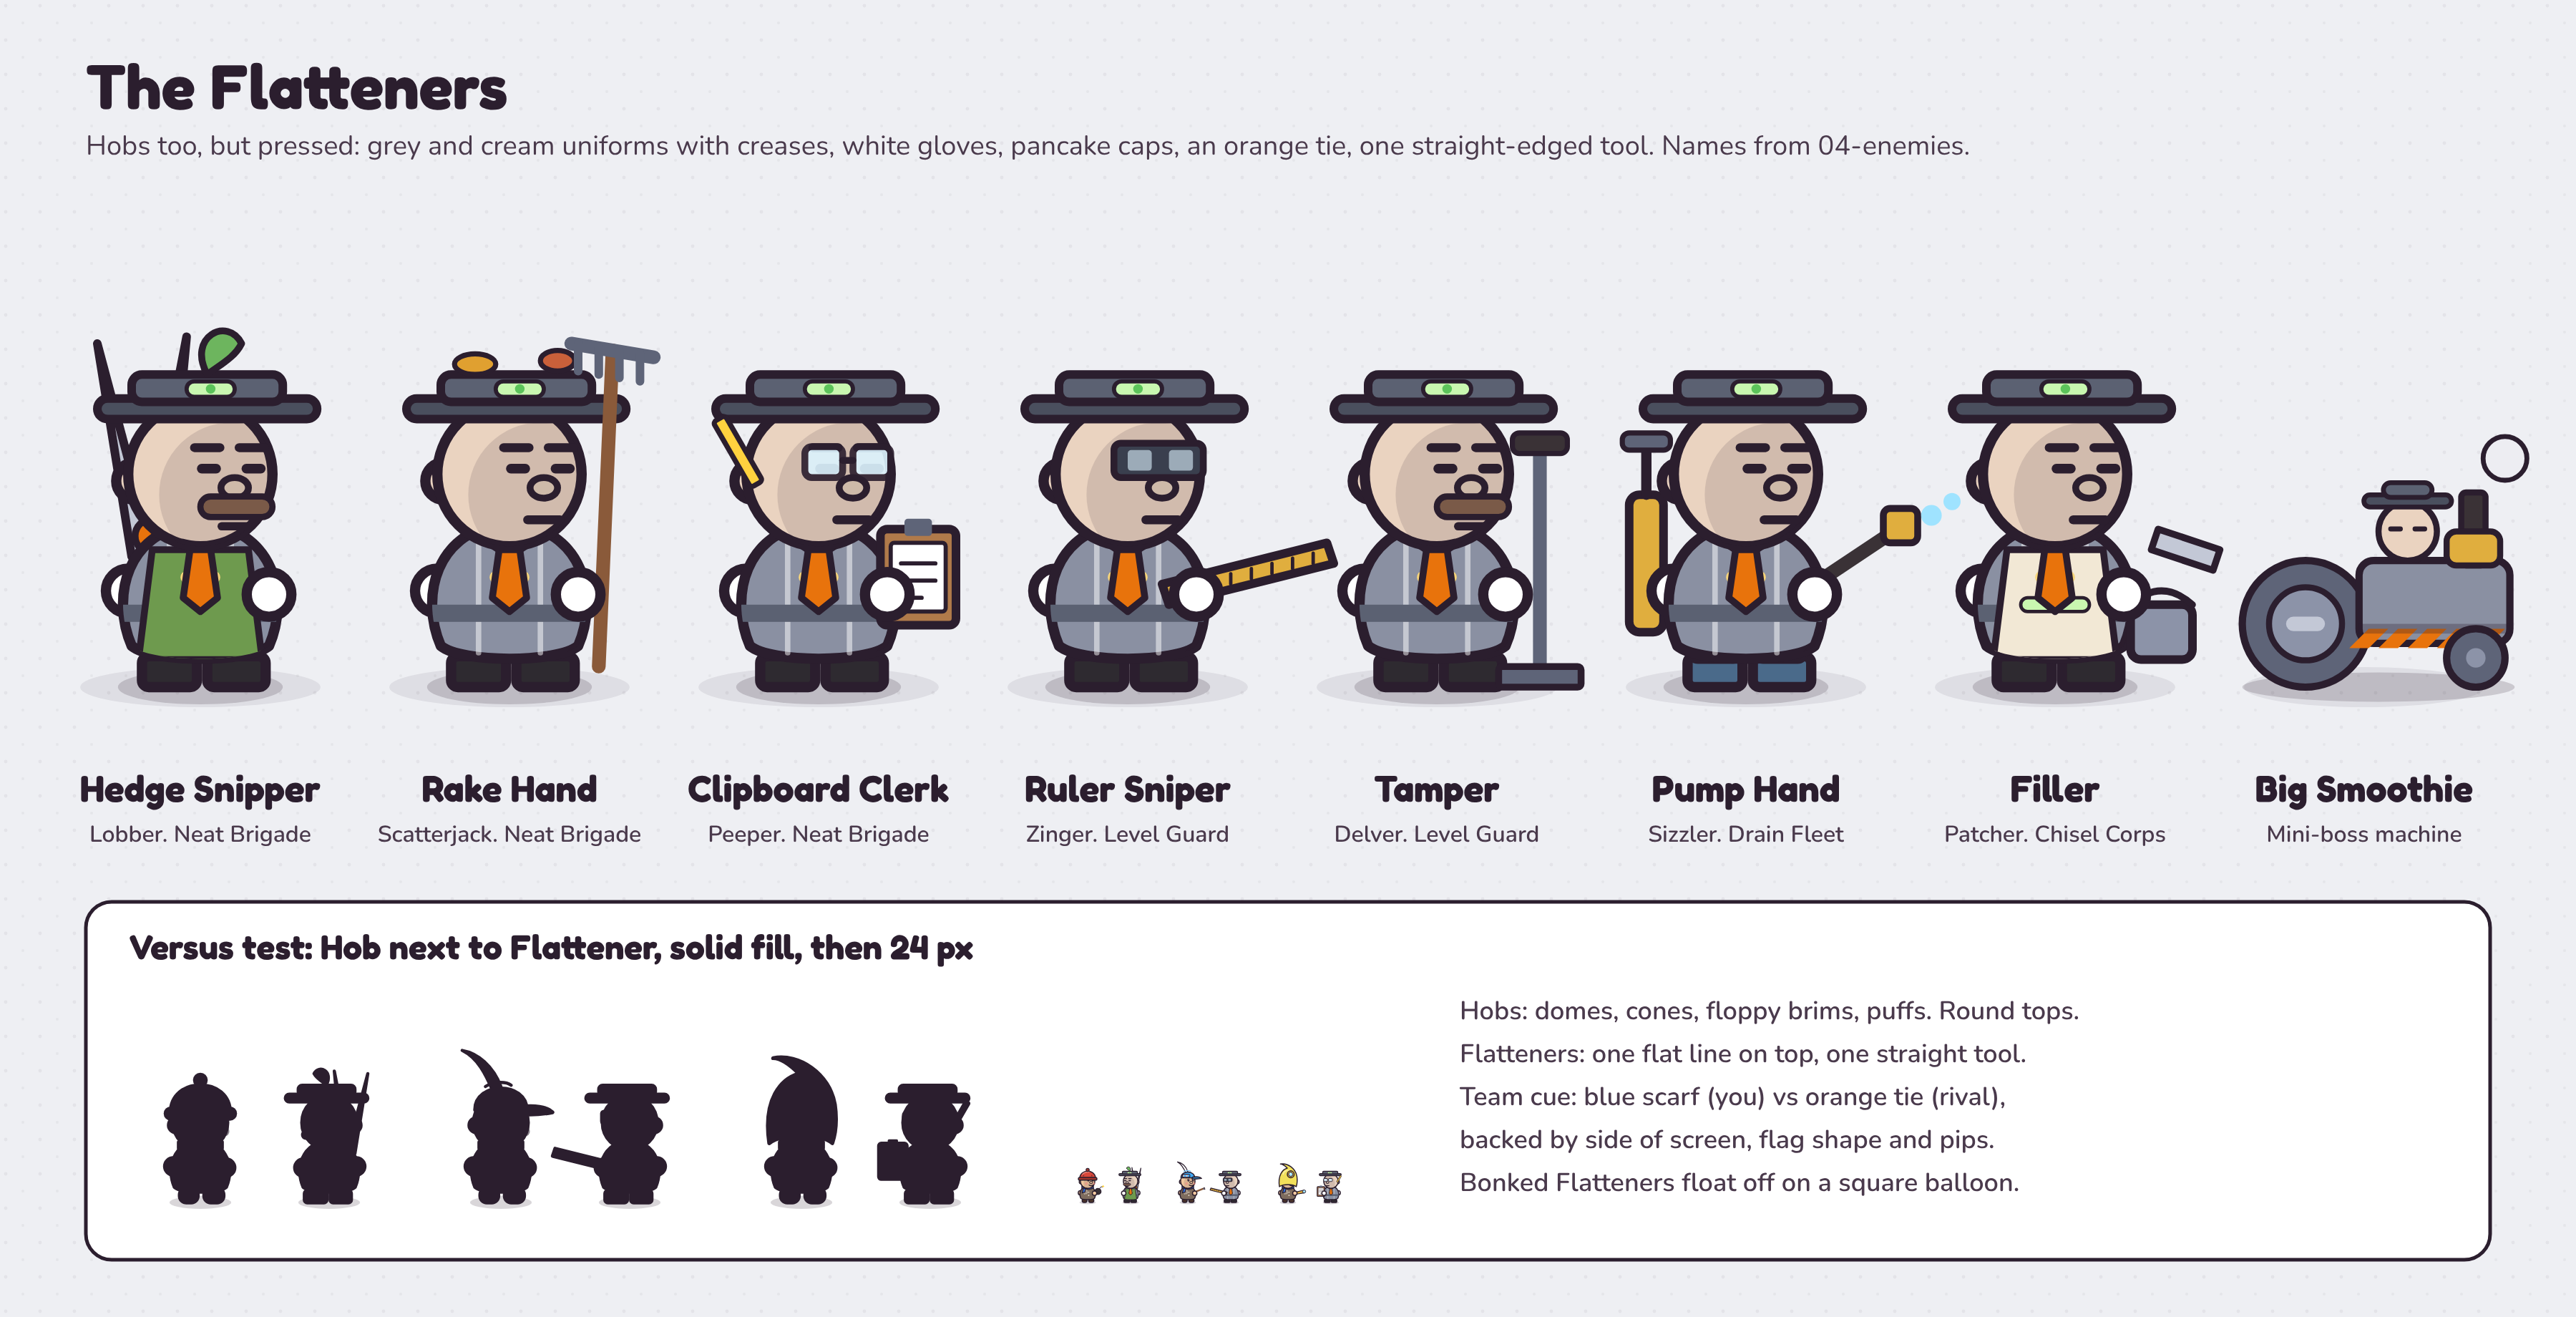 The Flatteners
Hobs too, but pressed: grey and cream uniforms with creases, white gloves, pancake caps, an orange tie, one straight-edged tool. Names from 04-enemies.
Hedge Snipper
Lobber. Neat Brigade
Rake Hand
Scatterjack. Neat Brigade
Clipboard Clerk
Peeper. Neat Brigade
Ruler Sniper
Zinger. Level Guard
Tamper
Delver. Level Guard
Pump Hand
Sizzler. Drain Fleet
Filler
Patcher. Chisel Corps
Big Smoothie
Mini-boss machine
Versus test: Hob next to Flattener, solid fill, then 24 px
Hobs: domes, cones, floppy brims, puffs. Round tops.
Flatteners: one flat line on top, one straight tool.
Team cue: blue scarf (you) vs orange tie (rival),
backed by side of screen, flag shape and pips.
Bonked Flatteners float off on a square balloon.